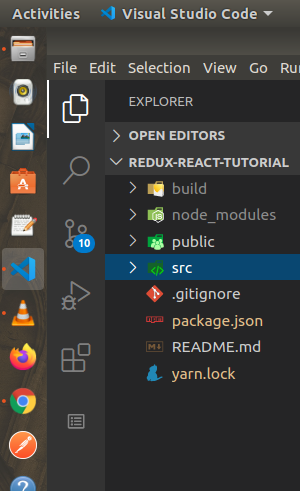 Activities Visual Studio Code
File Edit Selection View Go Run
EXPLORER
OPEN EDITORS
REDUX-REACT-TUTORIAL
build
node_modules
public
src
10
.gitignore
package.json
README.md
yarn.lock